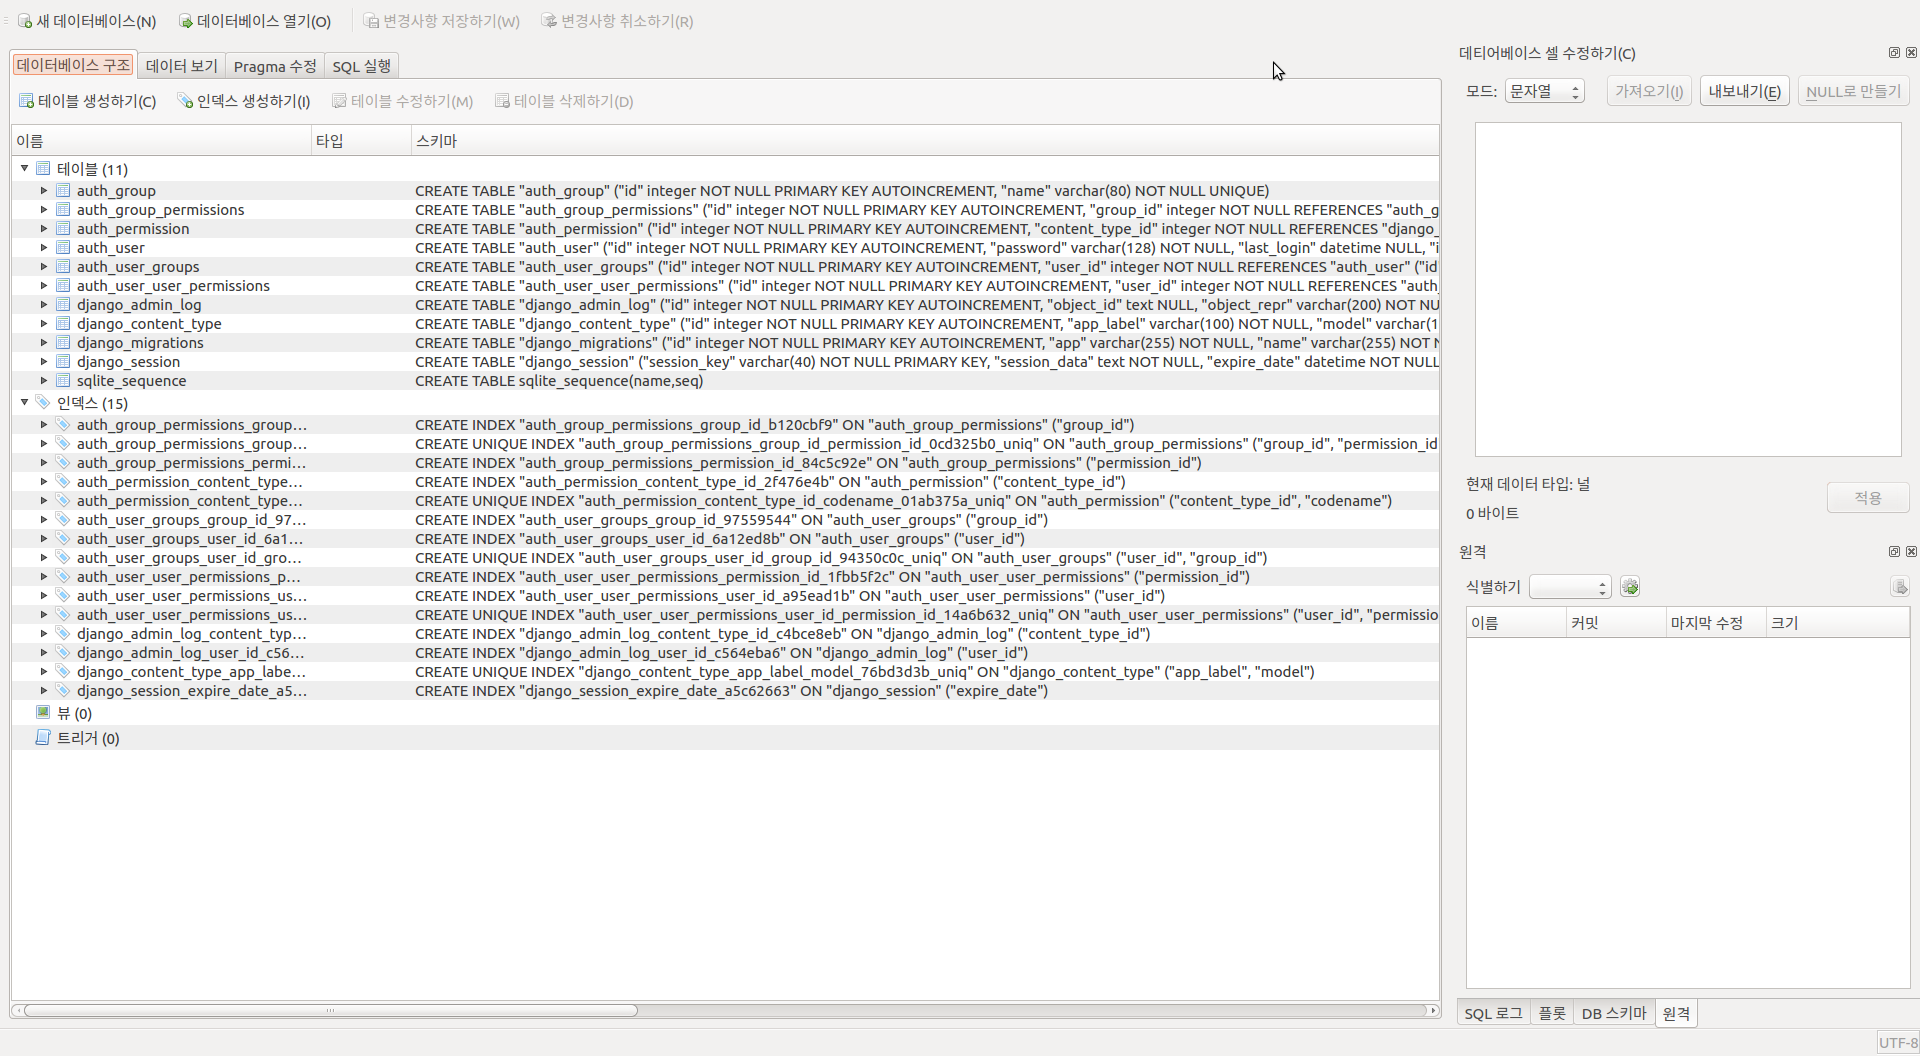 새 데이터베이스(N) 데이터베이스 열기(O) 변경사항 저장하기(W) 변경사항 취소하기(R)
데이터베이스 구조 데이터 보기 Pragma 수정 SQL 실행
테이블 생성하기(C) 인덱스 생성하기(I) 테이블 수정하기(M) 테이블 삭제하기(D)
이름 타입 스키마
테이블 (11)
auth_group CREATE TABLE "auth_group" ("id" integer NOT NULL PRIMARY KEY AUTOINCREMENT, "name" varchar(80) NOT NULL UNIQUE)
auth_group_permissions CREATE TABLE "auth_group_permissions" ("id" integer NOT NULL PRIMARY KEY AUTOINCREMENT, "group_id" integer NOT NULL REFERENCES "auth_g
auth_permission CREATE TABLE "auth_permission" ("id" integer NOT NULL PRIMARY KEY AUTOINCREMENT, "content_type_id" integer NOT NULL REFERENCES "django_
auth_user CREATE TABLE "auth_user" ("id" integer NOT NULL PRIMARY KEY AUTOINCREMENT, "password" varchar(128) NOT NULL, "last_login" datetime NULL, "i
auth_user_groups CREATE TABLE "auth_user_groups" ("id" integer NOT NULL PRIMARY KEY AUTOINCREMENT, "user_id" integer NOT NULL REFERENCES "auth_user" ("id
auth_user_user_permissions CREATE TABLE "auth_user_user_permissions" ("id" integer NOT NULL PRIMARY KEY AUTOINCREMENT, "user_id" integer NOT NULL REFERENCES "auth_
django_admin_log CREATE TABLE "django_admin_log" ("id" integer NOT NULL PRIMARY KEY AUTOINCREMENT, "object_id" text NULL, "object_repr" varchar(200) NOT NU
django_content_type CREATE TABLE "django_content_type" ("id" integer NOT NULL PRIMARY KEY AUTOINCREMENT, "app_label" varchar(100) NOT NULL, "model" varchar(1
django_migrations CREATE TABLE "django_migrations" ("id" integer NOT NULL PRIMARY KEY AUTOINCREMENT, "app" varchar(255) NOT NULL, "name" varchar(255) NOT N
django_session CREATE TABLE "django_session" ("session_key" varchar(40) NOT NULL PRIMARY KEY, "session_data" text NOT NULL, "expire_date" datetime NOT NULL
sqlite_sequence CREATE TABLE sqlite_sequence(name,seq)
인덱스 (15)
auth_group_permissions_group... CREATE INDEX "auth_group_permissions_group_id_b120cbf9" ON "auth_group_permissions" ("group_id")
auth_group_permissions_group... CREATE UNIQUE INDEX "auth_group_permissions_group_id_permission_id_0cd325b0_uniq" ON "auth_group_permissions" ("group_id", "permission_id
auth_group_permissions_permi... CREATE INDEX "auth_group_permissions_permission_id_84c5c92e" ON "auth_group_permissions" ("permission_id")
auth_permission_content_type... CREATE INDEX "auth_permission_content_type_id_2f476e4b" ON "auth_permission" ("content_type_id")
auth_permission_content_type... CREATE UNIQUE INDEX "auth_permission_content_type_id_codename_01ab375a_uniq" ON "auth_permission" ("content_type_id", "codename")
auth_user_groups_group_id_97... CREATE INDEX "auth_user_groups_group_id_97559544" ON "auth_user_groups" ("group_id")
auth_user_groups_user_id_6a1... CREATE INDEX "auth_user_groups_user_id_6a12ed8b" ON "auth_user_groups" ("user_id")
auth_user_groups_user_id_gro... CREATE UNIQUE INDEX "auth_user_groups_user_id_group_id_94350c0c_uniq" ON "auth_user_groups" ("user_id", "group_id")
auth_user_user_permissions_p... CREATE INDEX "auth_user_user_permissions_permission_id_1fbb5f2c" ON "auth_user_user_permissions" ("permission_id")
auth_user_user_permissions_us... CREATE INDEX "auth_user_user_permissions_user_id_a95ead1b" ON "auth_user_user_permissions" ("user_id")
auth_user_user_permissions_us... CREATE UNIQUE INDEX "auth_user_user_permissions_user_id_permission_id_14a6b632_uniq" ON "auth_user_user_permissions" ("user_id", "permissio
django_admin_log_content_typ... CREATE INDEX "django_admin_log_content_type_id_c4bce8eb" ON "django_admin_log" ("content_type_id")
django_admin_log_user_id_c56... CREATE INDEX "django_admin_log_user_id_c564eba6" ON "django_admin_log" ("user_id")
django_content_type_app_labe... CREATE UNIQUE INDEX "django_content_type_app_label_model_76bd3d3b_uniq" ON "django_content_type" ("app_label", "model")
django_session_expire_date_a5... CREATE INDEX "django_session_expire_date_a5c62663" ON "django_session" ("expire_date")
뷰 (0)
트리거 (0)
데티어베이스 셀 수정하기(C)
모드: 문자열 가져오기(I) 내보내기(E) NULL로 만들기
현재 데이터 타입: 널
0 바이트
적용
원격
식별하기
이름 커밋 마지막 수정 크기
SQL 로그 플롯 DB 스키마 원격
UTF-8